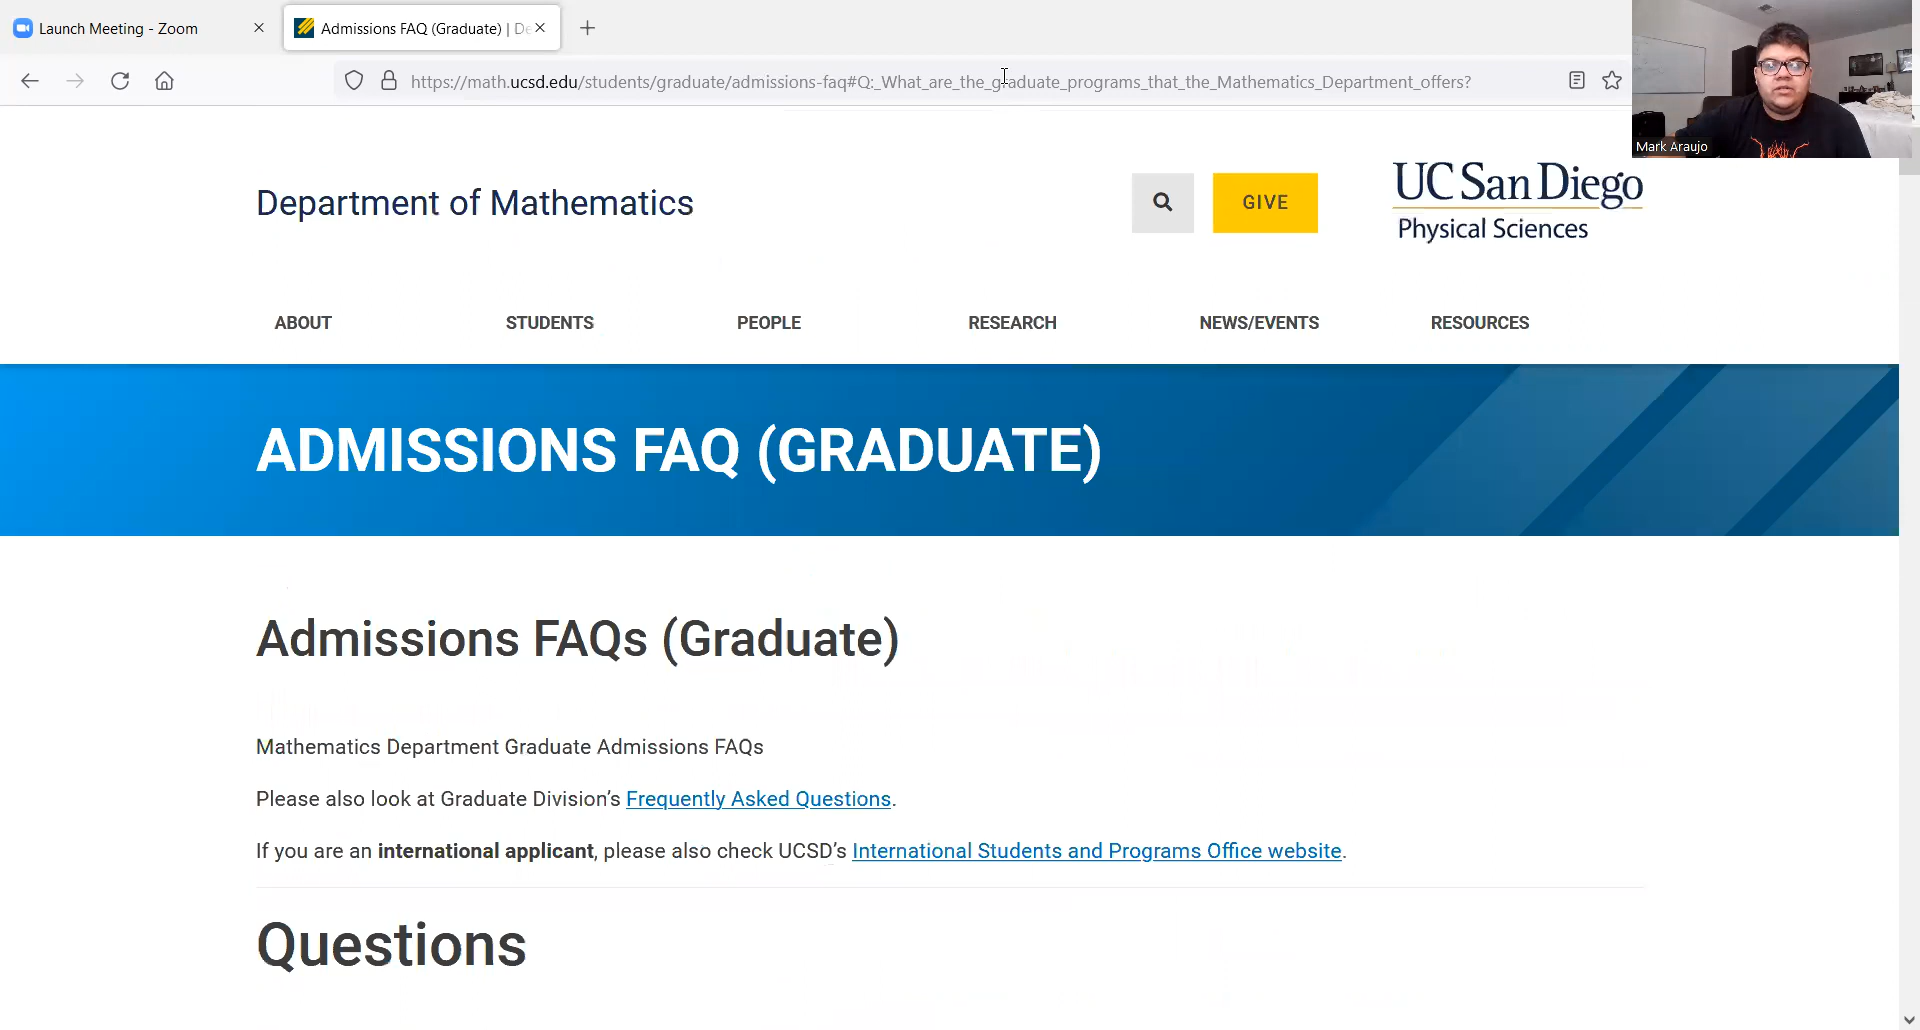 Launch Meeting - Zoom
Admissions FAQ (Graduate) | De
https://math.ucsd.edu/students/graduate/admissions-faq#Q:_What_are_the_graduate_programs_that_the_Mathematics_Department_offers?
Mark Araujo
Department of Mathematics
GIVE
UC San Diego
Physical Sciences
ABOUT
STUDENTS
PEOPLE
RESEARCH
NEWS/EVENTS
RESOURCES
ADMISSIONS FAQ (GRADUATE)
Admissions FAQs (Graduate)
Mathematics Department Graduate Admissions FAQs
Please also look at Graduate Division’s Frequently Asked Questions.
If you are an international applicant, please also check UCSD’s International Students and Programs Office website.
Questions